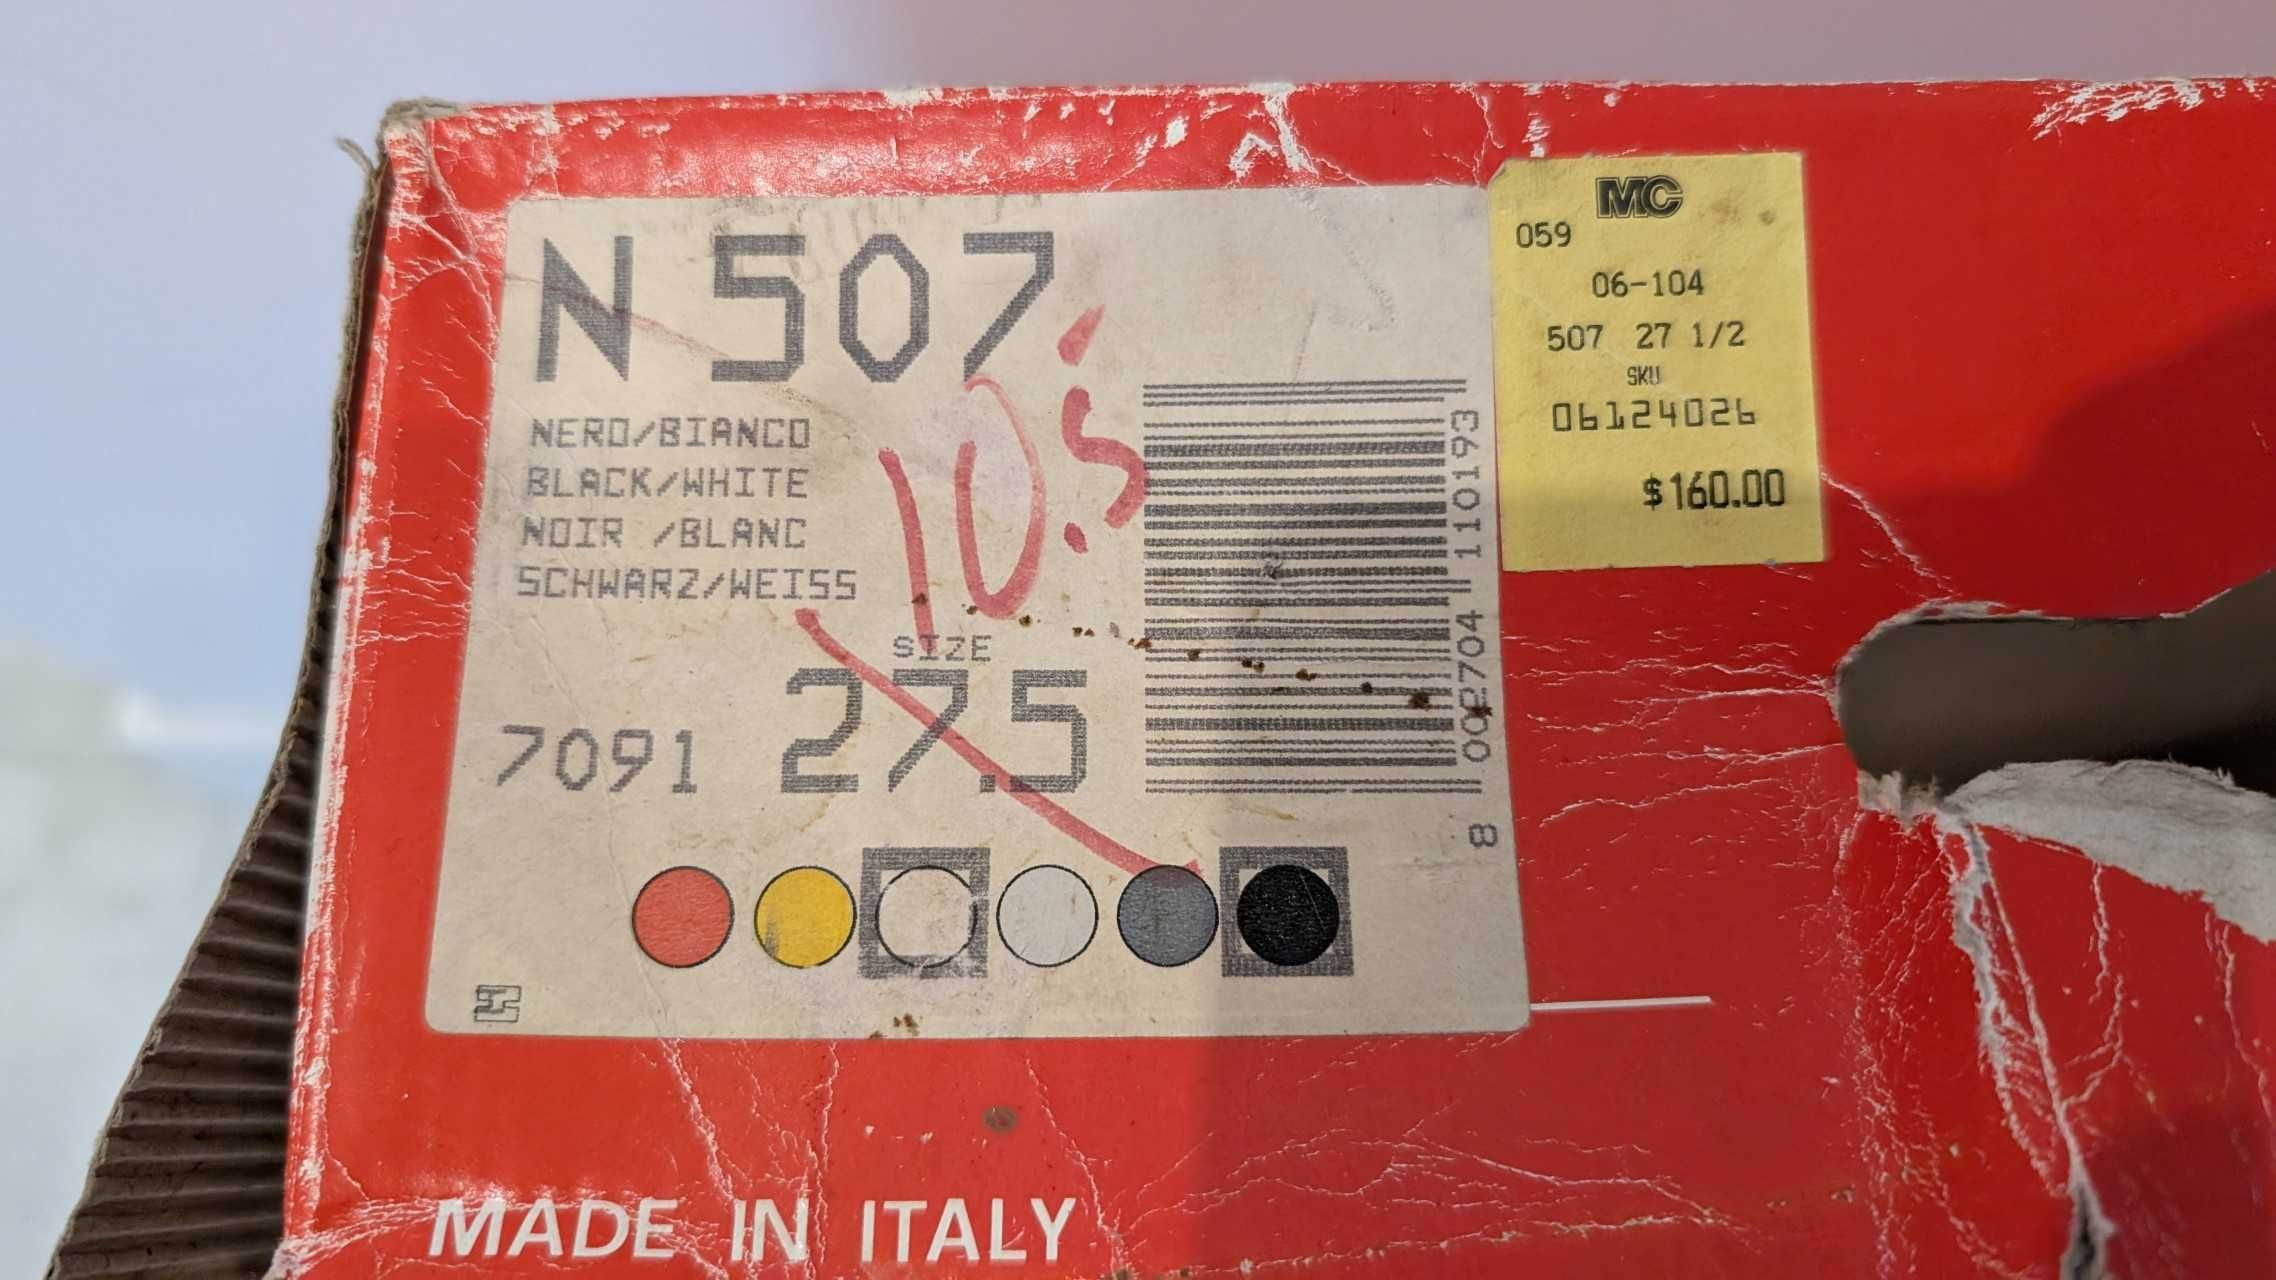 N 507
NERO/BIANCO
BLACK/WHITE
NOIR /BLANC
SCHWARZ/WEISS
10.5
SIZE
27.5
7091
8 002704 110193
MC
059
06-104
507 27 1/2
SKU
06124026
$160.00
MADE IN ITALY